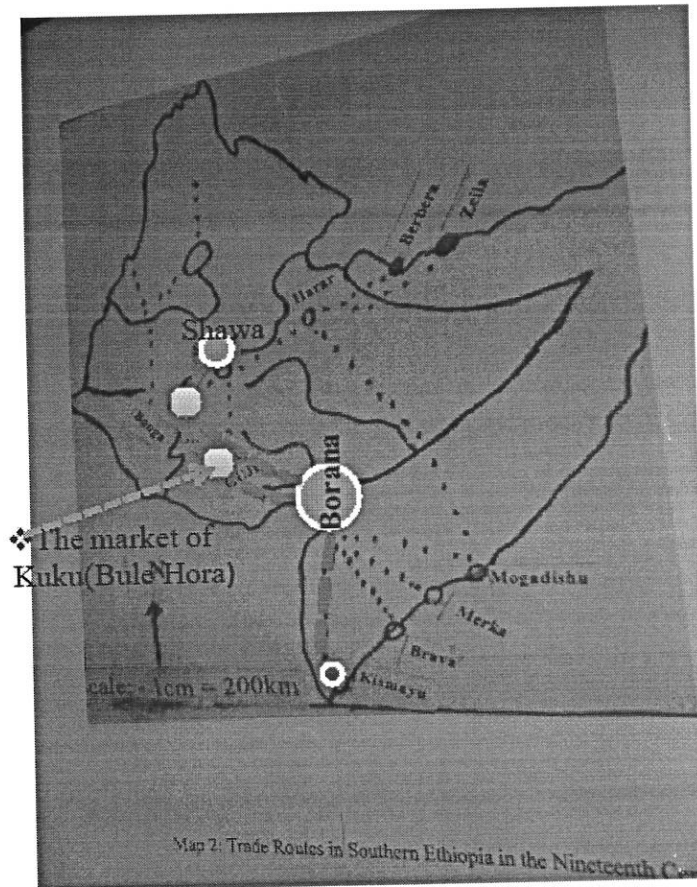 Berbera
Zeila
Harar
Shawa
Bonga
Borana
❖The market of
Kuku(Bule Hora)
N
Mogadishu
Merka
Brava
Kismayu
cale: - 1cm = 200km
Map 2: Trade Routes in Southern Ethiopia in the Nineteenth